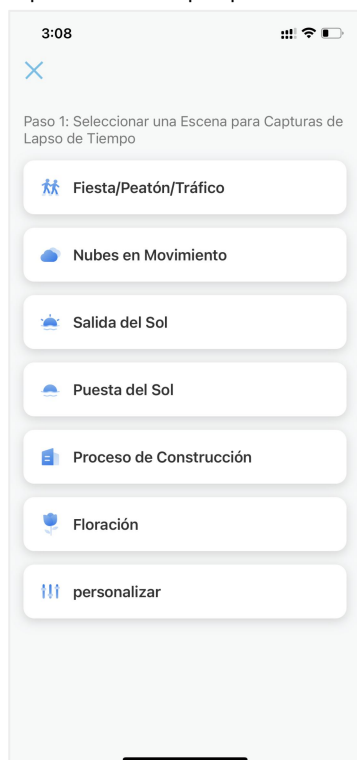 3:08
Paso 1: Seleccionar una Escena para Capturas de
Lapso de Tiempo
Fiesta/Peatón/Tráfico
Nubes en Movimiento
Salida del Sol
Puesta del Sol
Proceso de Construcción
Floración
personalizar